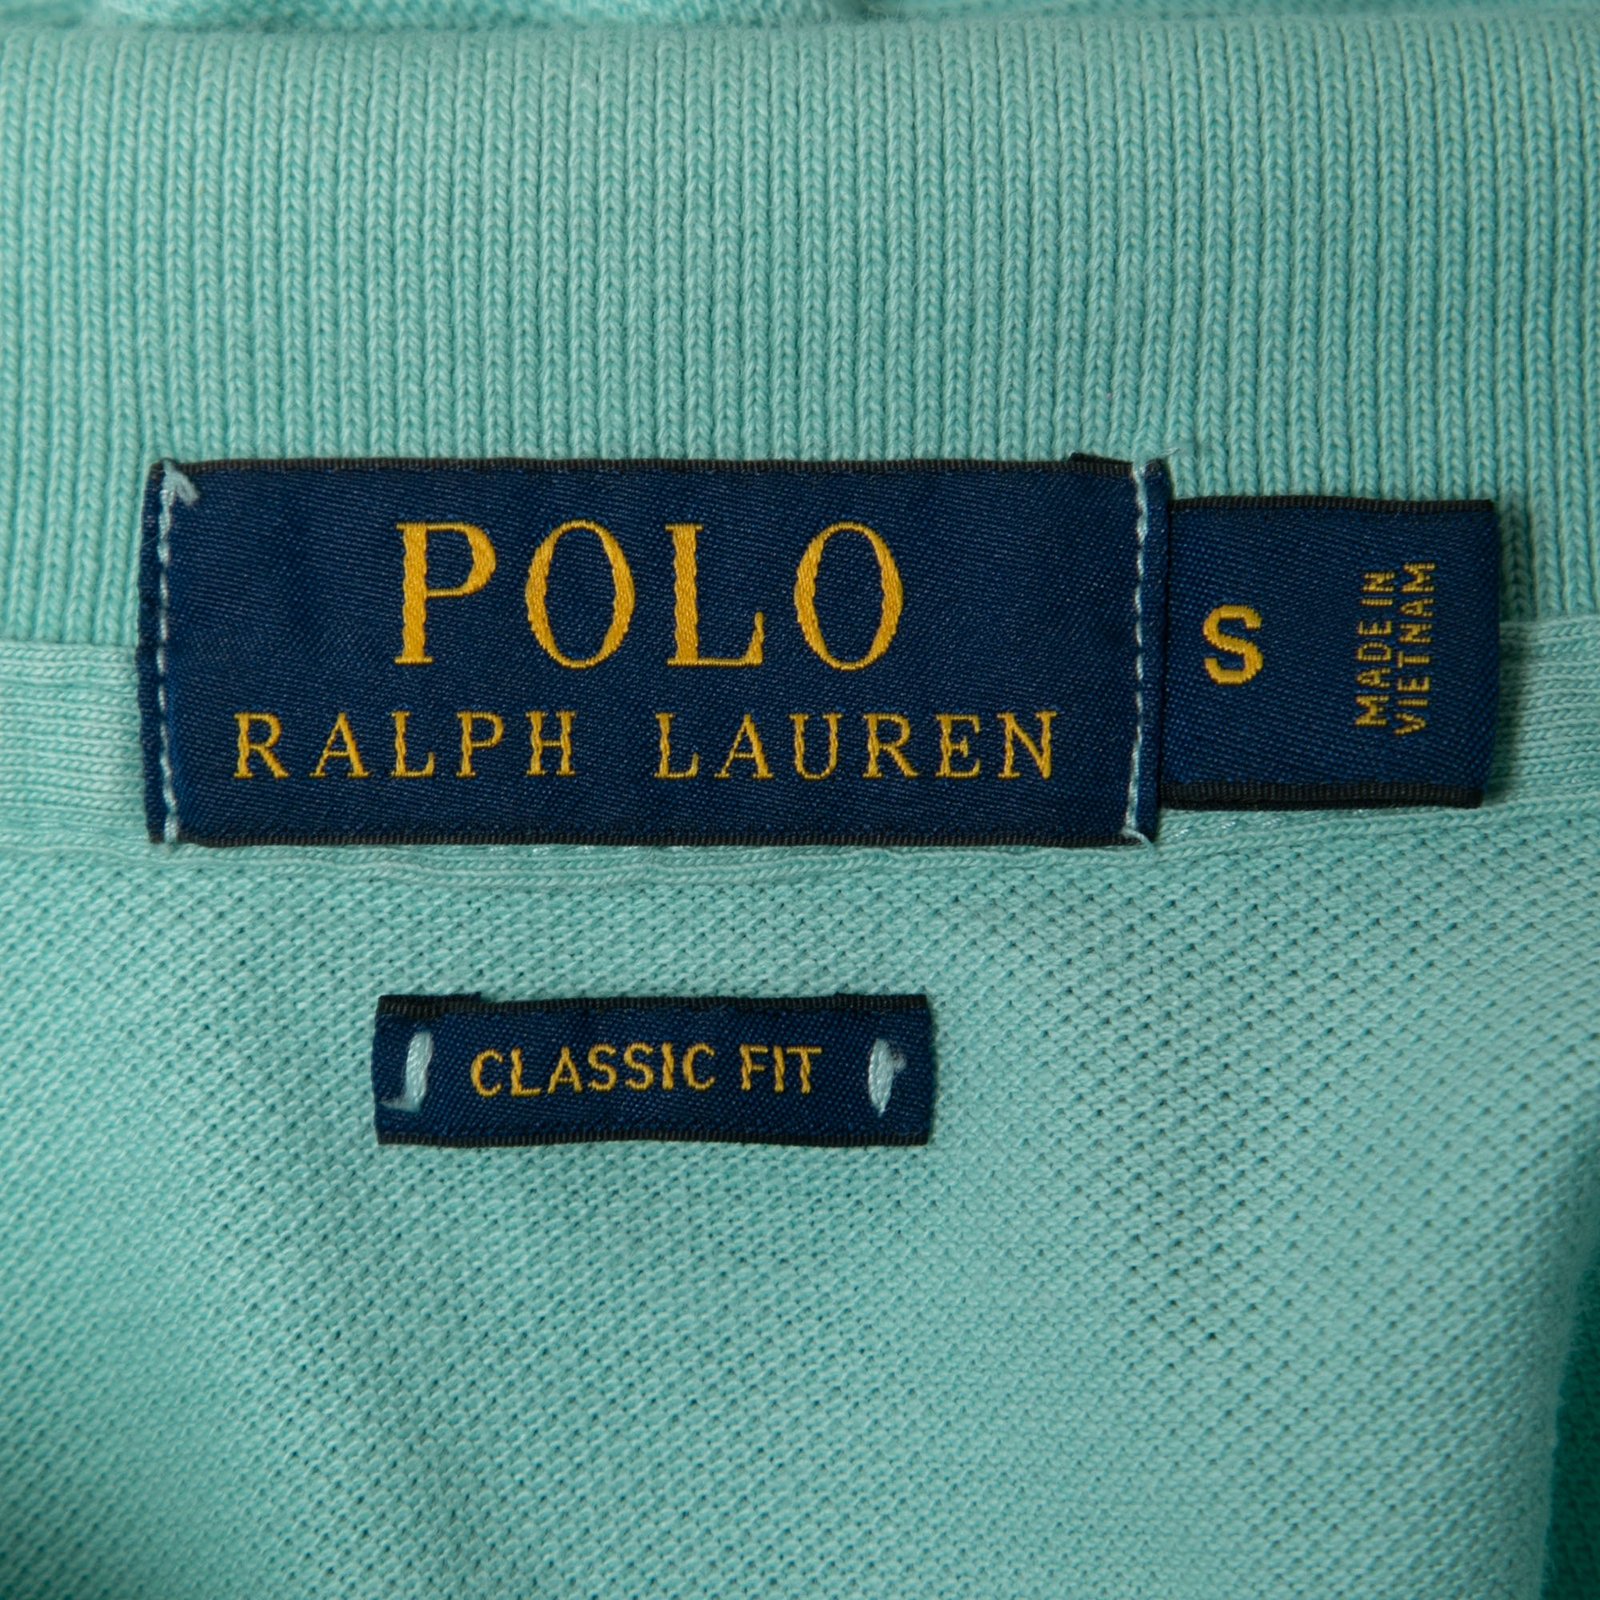 POLO
RALPH LAUREN
S
MADE IN
VIETNAM
CLASSIC FIT